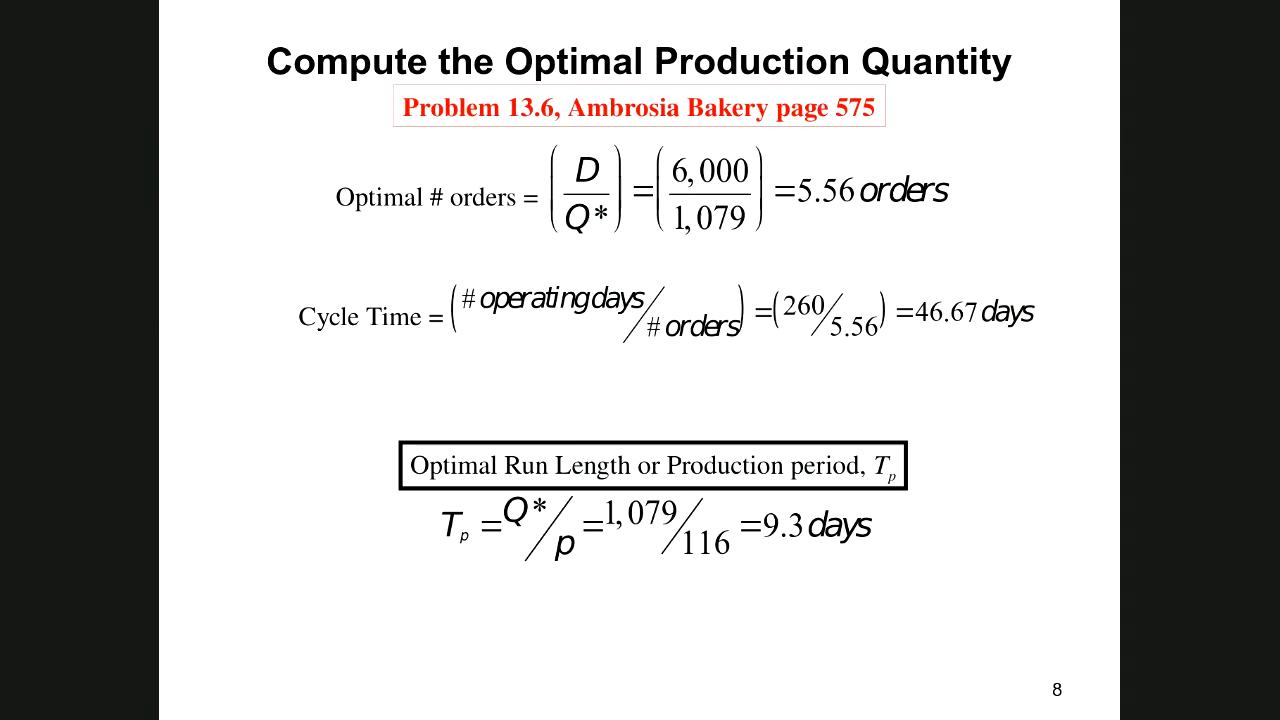 Compute the Optimal Production Quantity
Problem 13.6, Ambrosia Bakery page 575
Optimal # orders = (D / Q*) = (6,000 / 1,079) = 5.56 orders
Cycle Time = (# operating days / # orders) = (260 / 5.56) = 46.67 days
Optimal Run Length or Production period, Tp
Tp = Q* / p = 1,079 / 116 = 9.3 days
8